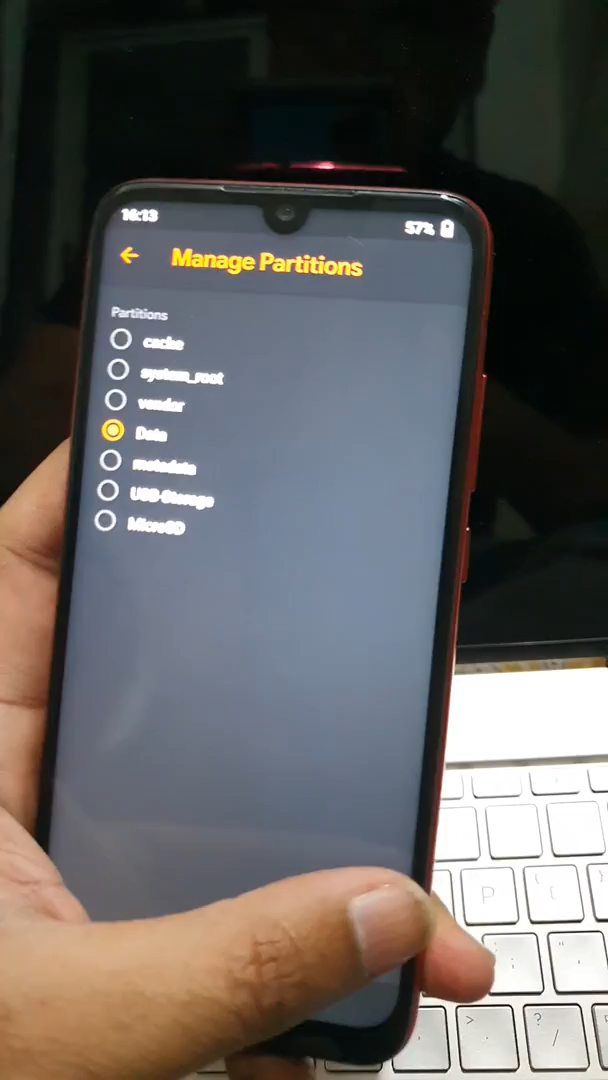 16:13
57%
Manage Partitions
Partitions
cache
system_root
vendor
Data
metadata
USB-Storage
MicroSD
P
{
[
:
;
"
'
>
.
?
/